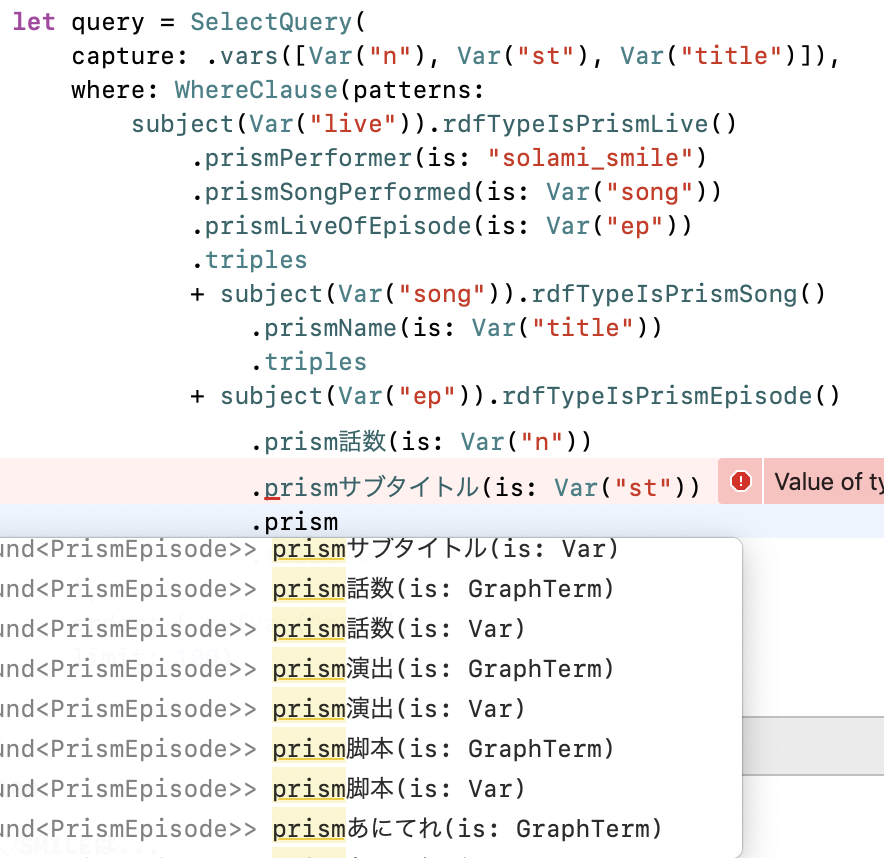 let query = SelectQuery(
capture: .vars([Var("n"), Var("st"), Var("title")]),
where: WhereClause(patterns:
subject(Var("live")).rdfTypeIsPrismLive()
.prismPerformer(is: "solami_smile")
.prismSongPerformed(is: Var("song"))
.prismLiveOfEpisode(is: Var("ep"))
.triples
+ subject(Var("song")).rdfTypeIsPrismSong()
.prismName(is: Var("title"))
.triples
+ subject(Var("ep")).rdfTypeIsPrismEpisode()
.prism話数(is: Var("n"))
.prismサブタイトル(is: Var("st")) Value of ty
.prism
und<PrismEpisode>> prismサブタイトル(is: Var)
und<PrismEpisode>> prism話数(is: GraphTerm)
und<PrismEpisode>> prism話数(is: Var)
und<PrismEpisode>> prism演出(is: GraphTerm)
und<PrismEpisode>> prism演出(is: Var)
und<PrismEpisode>> prism脚本(is: GraphTerm)
und<PrismEpisode>> prism脚本(is: Var)
und<PrismEpisode>> prismあにてれ(is: GraphTerm)